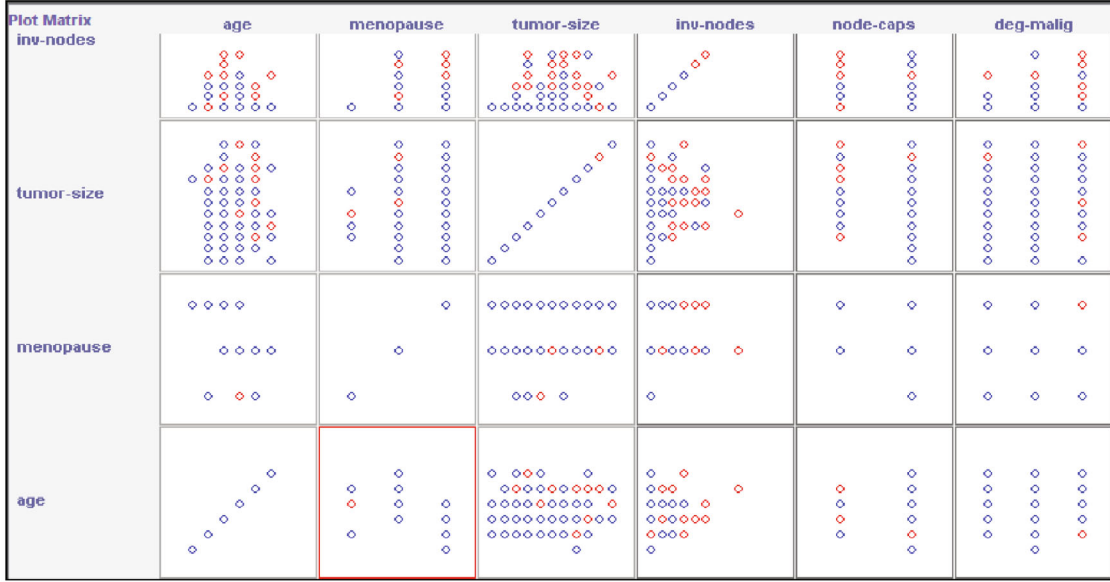 Plot Matrix age menopause tumor-size inv-nodes node-caps deg-malig
inv-nodes
tumor-size
menopause
age